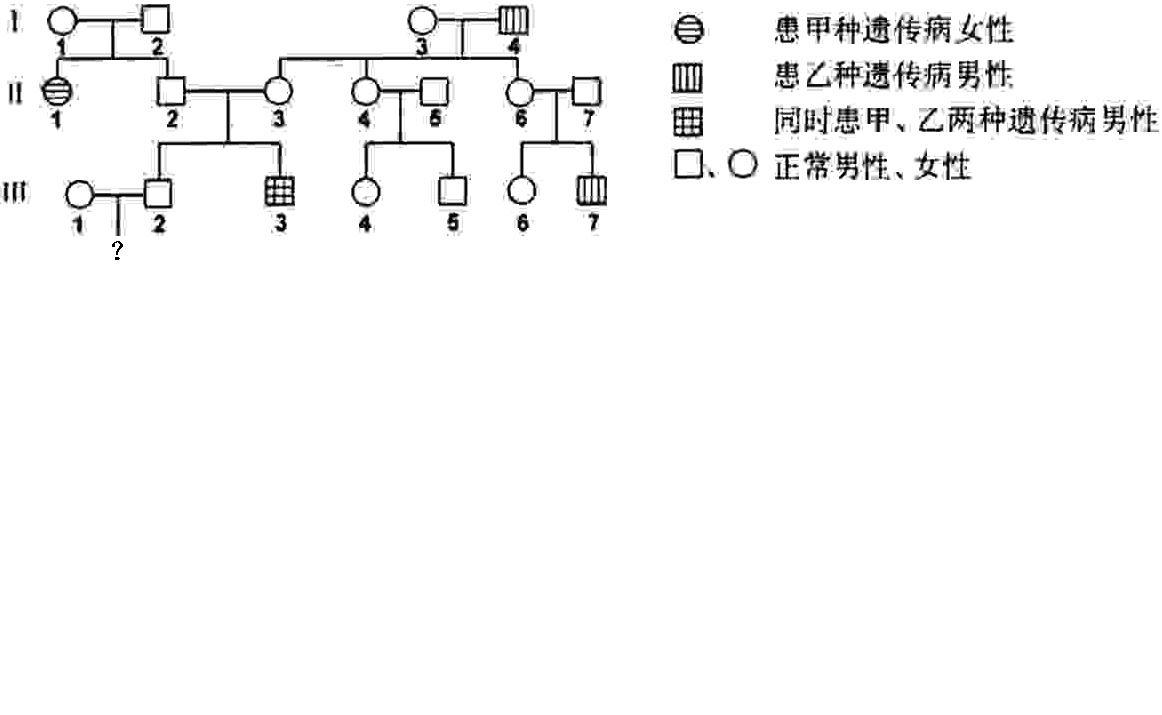 I
1 2 3 4
II
1 2 3 4 5 6 7
III
1 2 3 4 5 6 7
?
患甲种遗传病女性
患乙种遗传病男性
同时患甲、乙两种遗传病男性
、 正常男性、女性